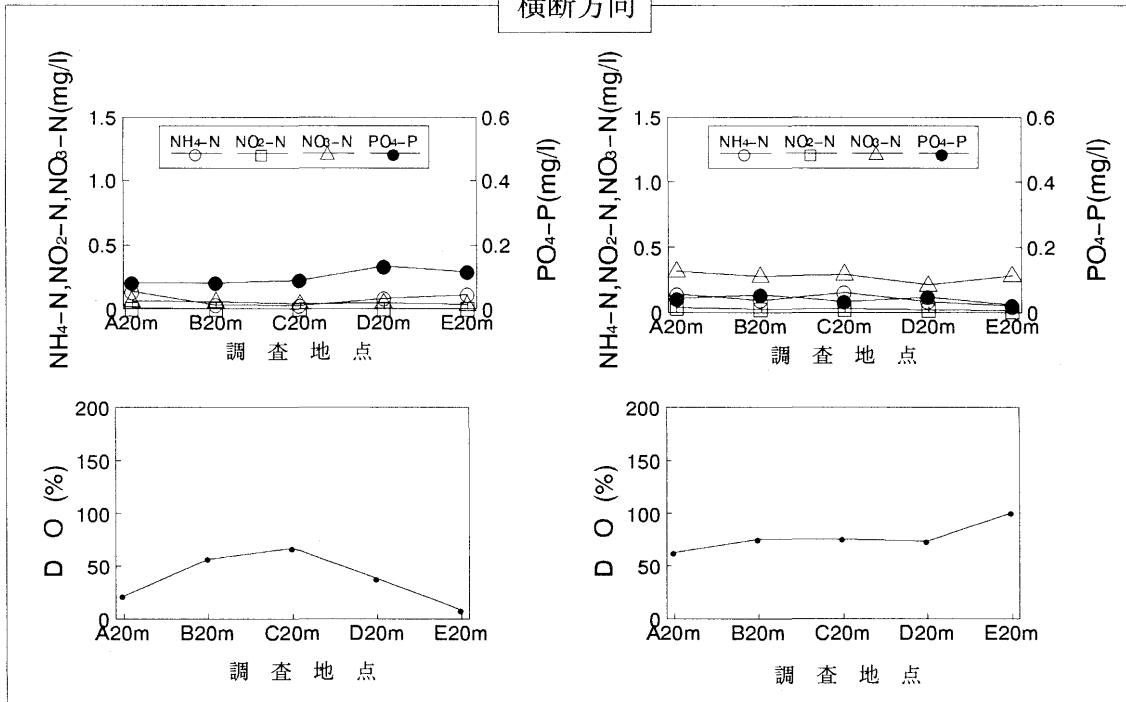 横断方向
NH4-N,NO2-N,NO3-N(mg/l)
1.5
1.0
0.5
0
NH4-N NO2-N NO3-N PO4-P
0.6
0.4
0.2
0
PO4-P(mg/l)
A20m B20m C20m D20m E20m
調査地点
NH4-N,NO2-N,NO3-N(mg/l)
1.5
1.0
0.5
0
NH4-N NO2-N NO3-N PO4-P
0.6
0.4
0.2
0
PO4-P(mg/l)
A20m B20m C20m D20m E20m
調査地点
DO (%)
200
150
100
50
0
A20m B20m C20m D20m E20m
調査地点
DO (%)
200
150
100
50
0
A20m B20m C20m D20m E20m
調査地点